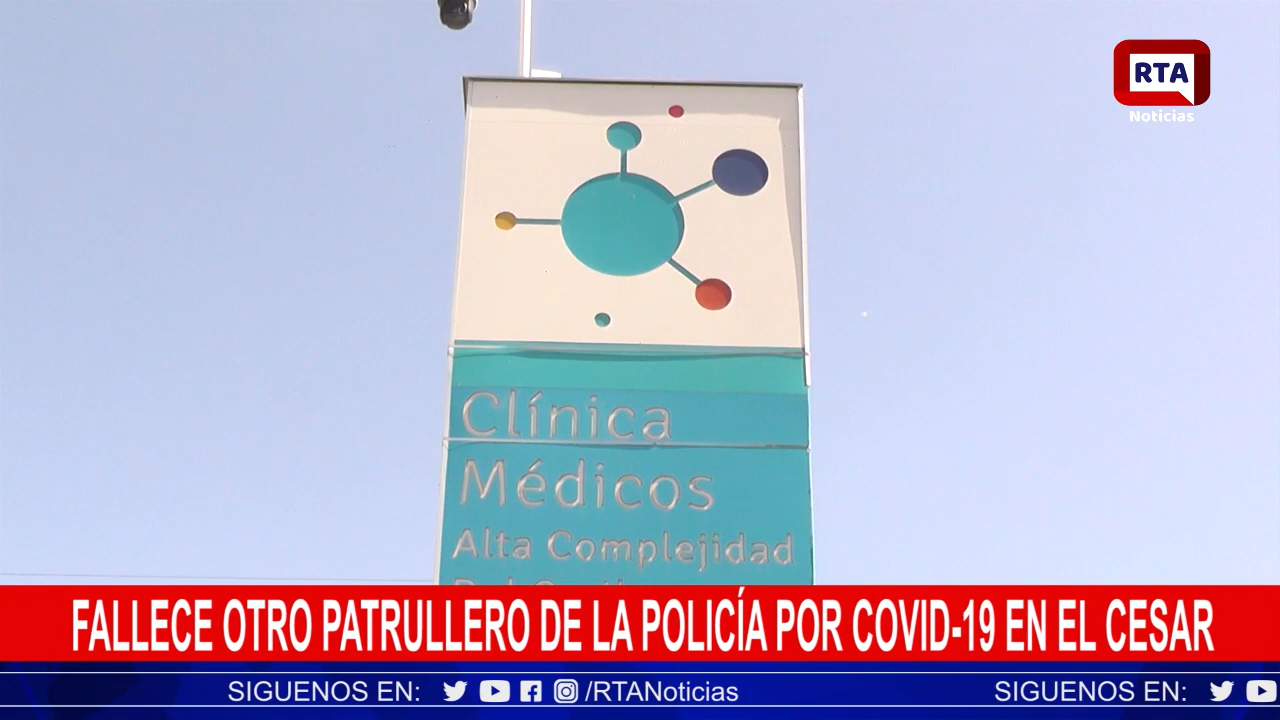 RTA
Noticias
Clínica
Médicos
Alta Complejidad
FALLECE OTRO PATRULLERO DE LA POLICÍA POR COVID-19 EN EL CESAR
SIGUENOS EN: /RTANoticias SIGUENOS EN: